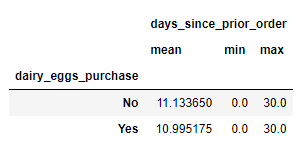 days_since_prior_order
mean min max
dairy_eggs_purchase
No 11.133650 0.0 30.0
Yes 10.995175 0.0 30.0